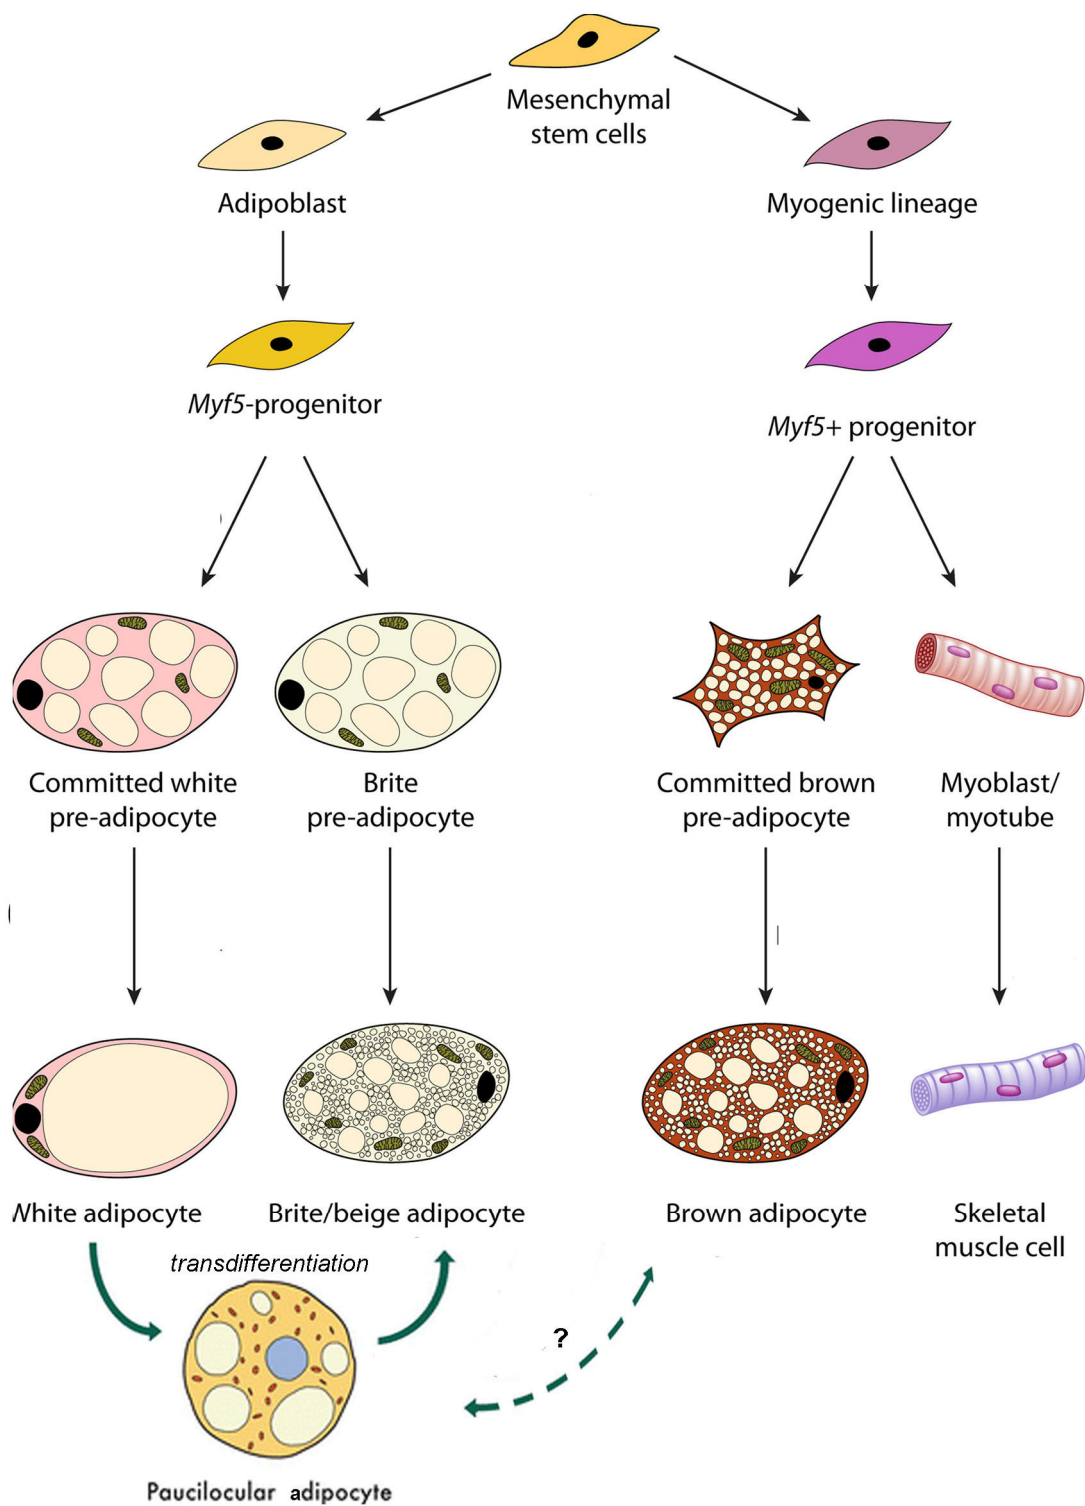 Mesenchymal
stem cells
Adipoblast
Myogenic lineage
Myf5-progenitor
Myf5+ progenitor
Committed white
pre-adipocyte
Brite
pre-adipocyte
Committed brown
pre-adipocyte
Myoblast/
myotube
White adipocyte
Brite/beige adipocyte
Brown adipocyte
Skeletal
muscle cell
transdifferentiation
?
Paucilocular adipocyte